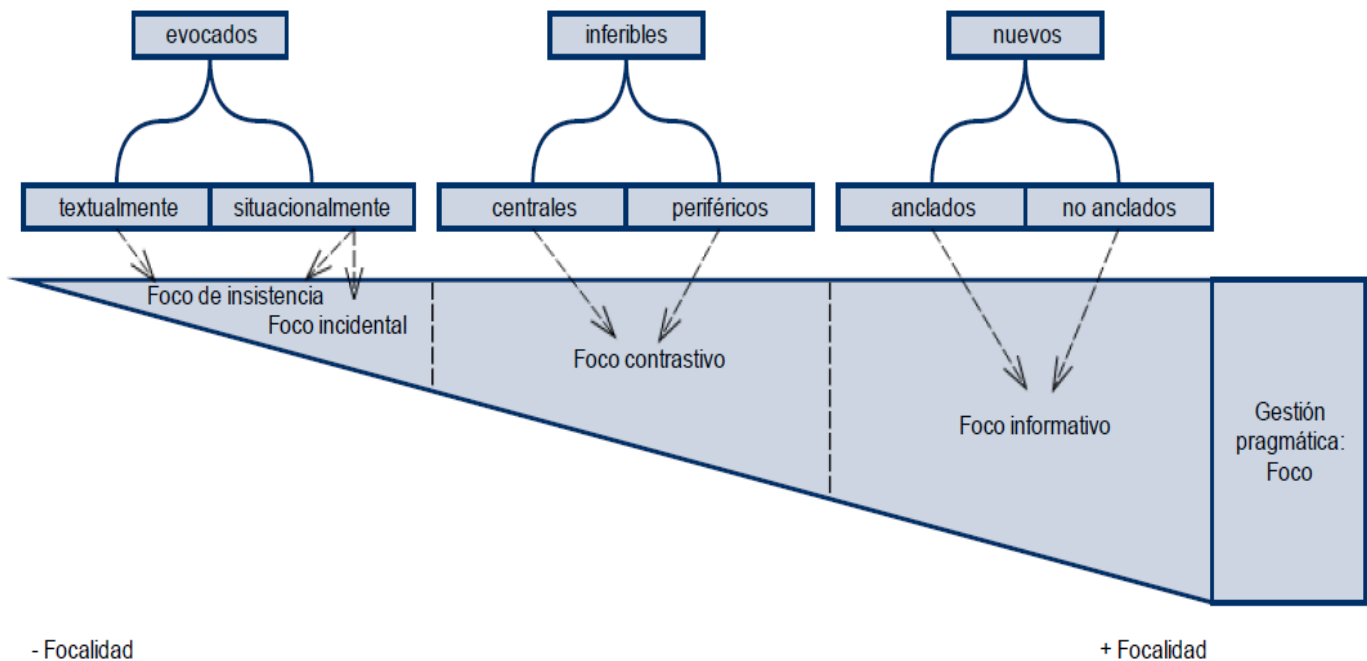 evocados
inferibles
nuevos
textualmente
situacionalmente
centrales
periféricos
anclados
no anclados
Foco de insistencia
Foco incidental
Foco contrastivo
Foco informativo
Gestión
pragmática:
Foco
- Focalidad
+ Focalidad